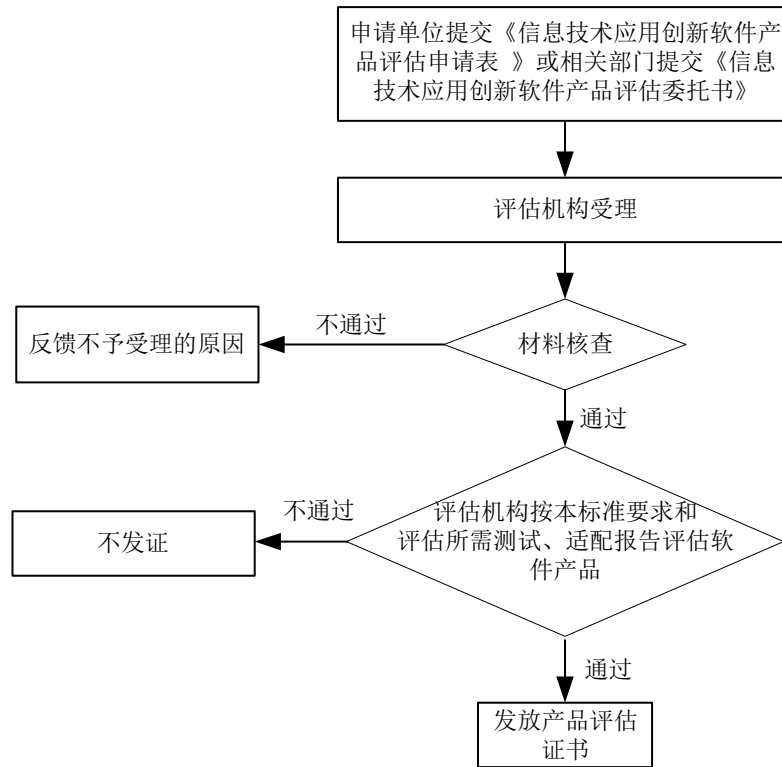 申请单位提交《信息技术应用创新软件产
品评估申请表 》或相关部门提交《信息
技术应用创新软件产品评估委托书》
评估机构受理
不通过
反馈不予受理的原因
材料核查
通过
不通过
评估机构按本标准要求和
评估所需测试、适配报告评估软
件产品
不发证
通过
发放产品评估
证书